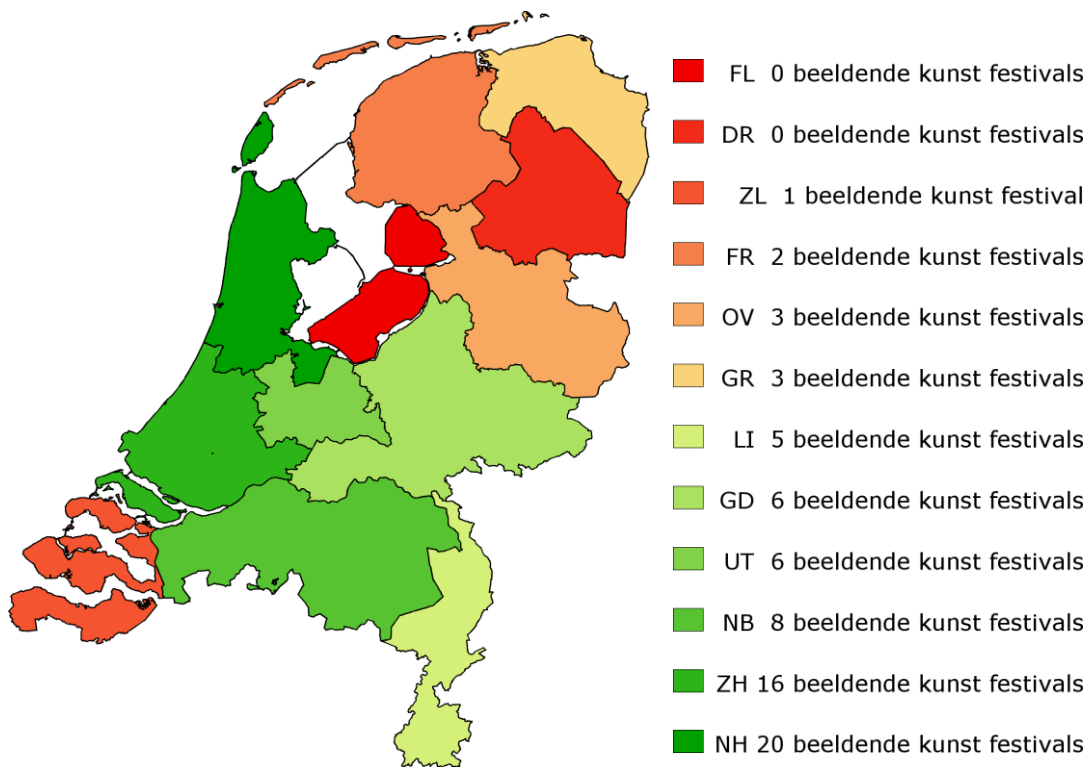 FL 0 beeldende kunst festivals
DR 0 beeldende kunst festivals
ZL 1 beeldende kunst festival
FR 2 beeldende kunst festivals
OV 3 beeldende kunst festivals
GR 3 beeldende kunst festivals
LI 5 beeldende kunst festivals
GD 6 beeldende kunst festivals
UT 6 beeldende kunst festivals
NB 8 beeldende kunst festivals
ZH 16 beeldende kunst festivals
NH 20 beeldende kunst festivals